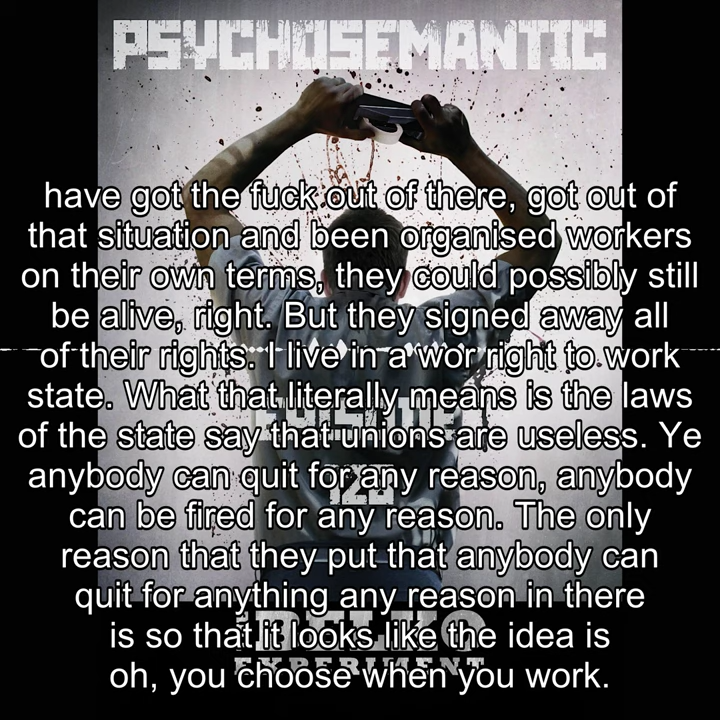 PSYCHOSEMANTIC
have got the fuck out of there, got out of
that situation and been organised workers
on their own terms, they could possibly still
be alive, right. But they signed away all
of their rights. I live in a wor right to work
state. What that literally means is the laws
of the state say that unions are useless. Ye
anybody can quit for any reason, anybody
can be fired for any reason. The only
reason that they put that anybody can
quit for anything any reason in there
is so that it looks like the idea is
oh, you choose when you work.
EXPERIMENT